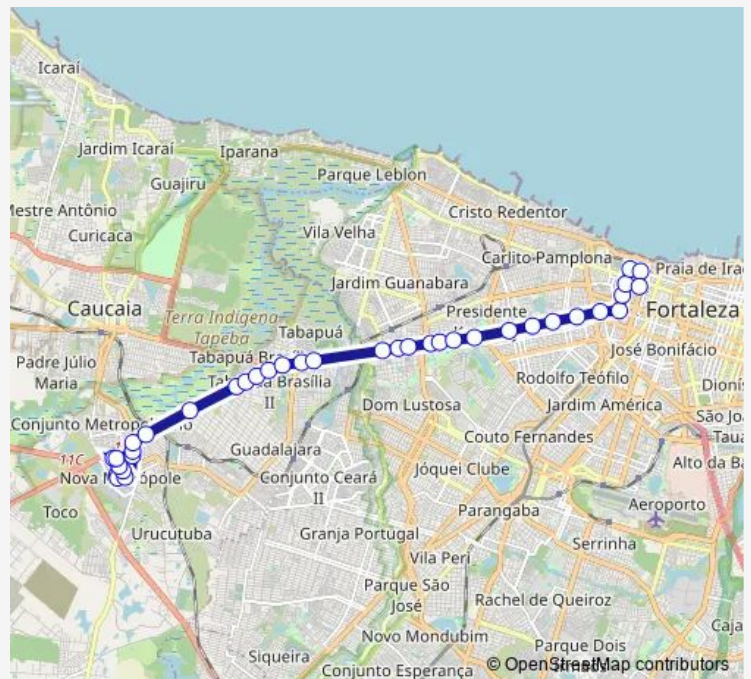 Icaraí
Jardim Icaraí
Iparana
Guajiru
Parque Leblon
Mestre Antônio
Curicaca
Vila Velha
Cristo Redentor
Carlito Pamplona
Praia de Ira
Jardim Guanabara
Caucaia
Terra Indígena
Tapeba
Presidente
Fortaleza
Tabapuá
Tabapuá
Padre Júlio
Maria
Brasília
II
José Bonifácio
Rodolfo Teófilo
Dionís
Dom Lustosa
Jardim América
São Jo
Conjunto
Couto Fernandes
Taua
11C
Guadalajara
Alto da Ba
Nova
Conjunto Ceará
II
Jóquei Clube
Toco
Parangaba
Aeroporto
Urucutuba
Granja Portugal
Serrinha
Vila Peri
Parque São
José
Rachel de Queiroz
Novo Mondubim
Caja
Siqueira
Parque Dois
Conjunto Esperança
© OpenStreetMap contributors